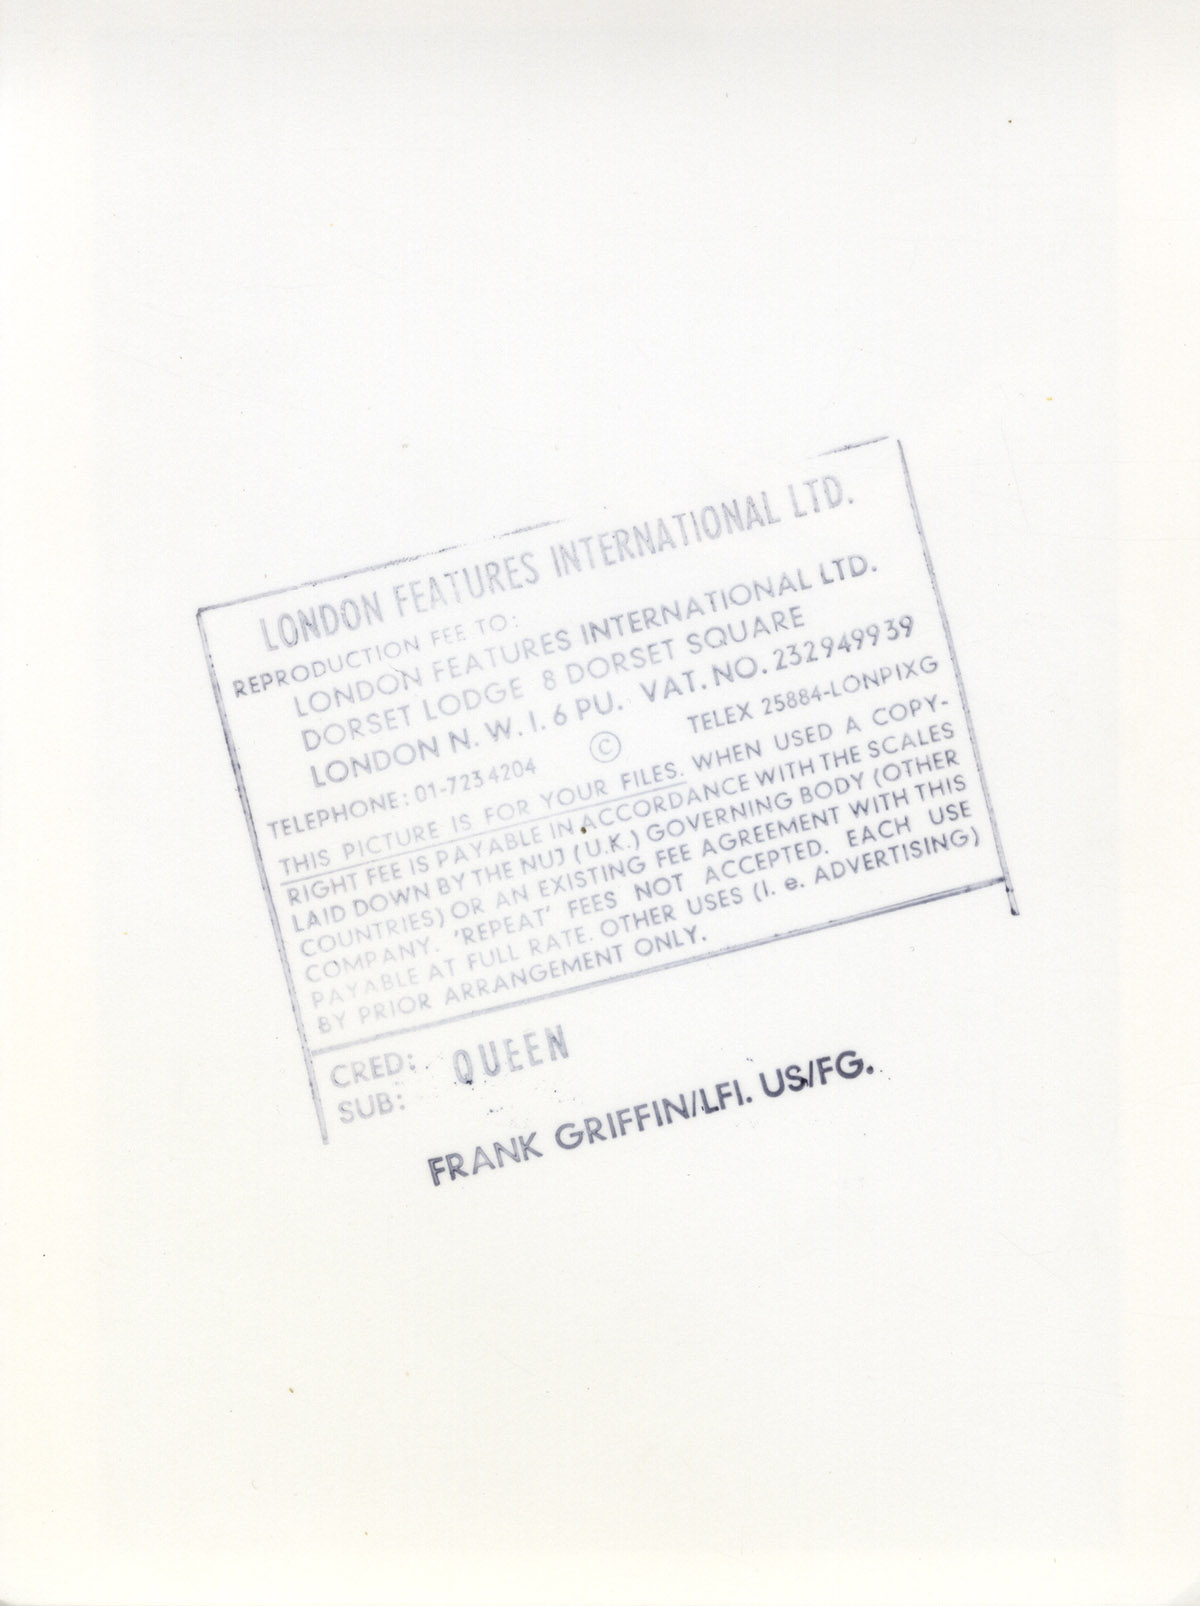 LONDON FEATURES INTERNATIONAL LTD.
REPRODUCTION FEE TO:
LONDON FEATURES INTERNATIONAL LTD.
DORSET LODGE 8 DORSET SQUARE
LONDON N. W. 1. 6 PU. VAT. NO. 232949939
TELEPHONE: 01-723 4204 © TELEX 25884-LONPIXG
THIS PICTURE IS FOR YOUR FILES. WHEN USED A COPY-
RIGHT FEE IS PAYABLE IN ACCORDANCE WITH THE SCALES
LAID DOWN BY THE NUJ (U.K.) GOVERNING BODY (OTHER
COUNTRIES) OR AN EXISTING FEE AGREEMENT WITH THIS
COMPANY. 'REPEAT' FEES NOT ACCEPTED. EACH USE
PAYABLE AT FULL RATE. OTHER USES (I. e. ADVERTISING)
BY PRIOR ARRANGEMENT ONLY.
CRED: QUEEN
SUB:
FRANK GRIFFIN/LFI. US/FG.